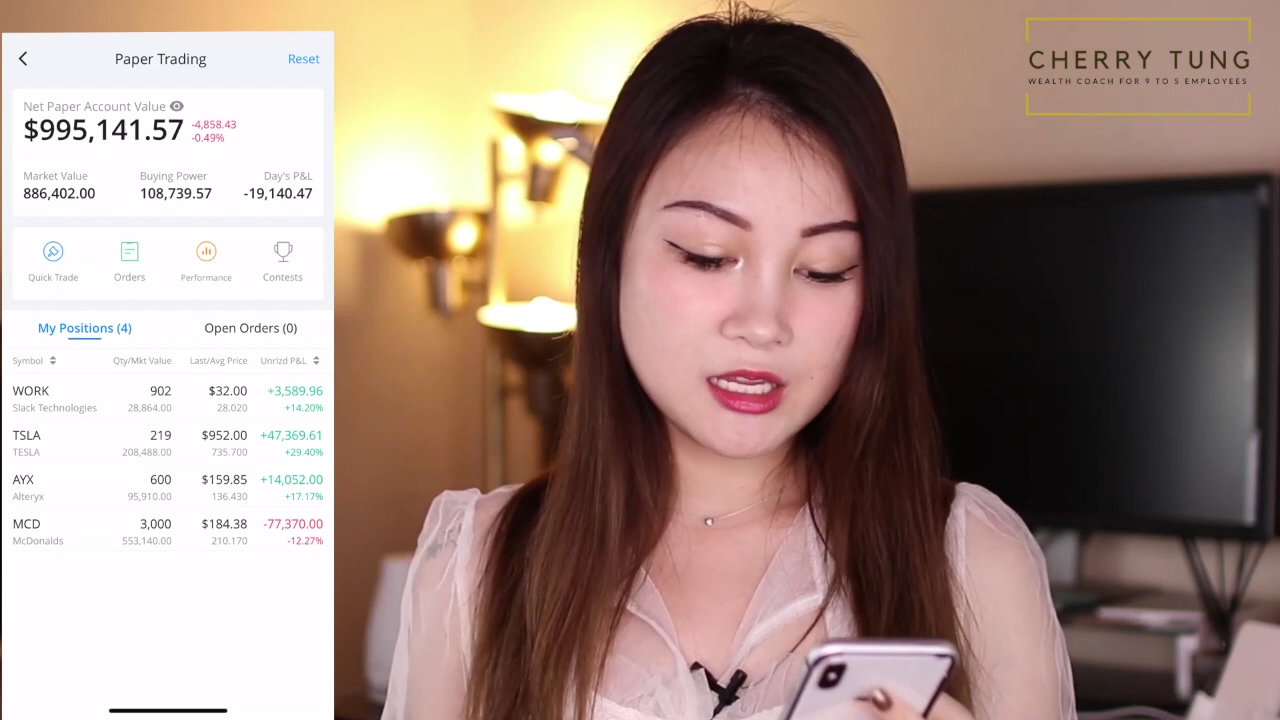 Paper Trading Reset
Net Paper Account Value
$995,141.57 -4,858.43
-0.49%
Market Value Buying Power Day's P&L
886,402.00 108,739.57 -19,140.47
Quick Trade Orders Performance Contests
My Positions (4) Open Orders (0)
Symbol Qty/Mkt Value Last/Avg Price Unrlzd P&L
WORK 902 $32.00 +3,589.96
Slack Technologies 28,864.00 28.020 +14.20%
TSLA 219 $952.00 +47,369.61
TESLA 208,488.00 735.700 +29.40%
AYX 600 $159.85 +14,052.00
Alteryx 95,910.00 136.430 +17.17%
MCD 3,000 $184.38 -77,370.00
McDonalds 553,140.00 210.170 -12.27%
CHERRY TUNG
WEALTH COACH FOR 9 TO 5 EMPLOYEES